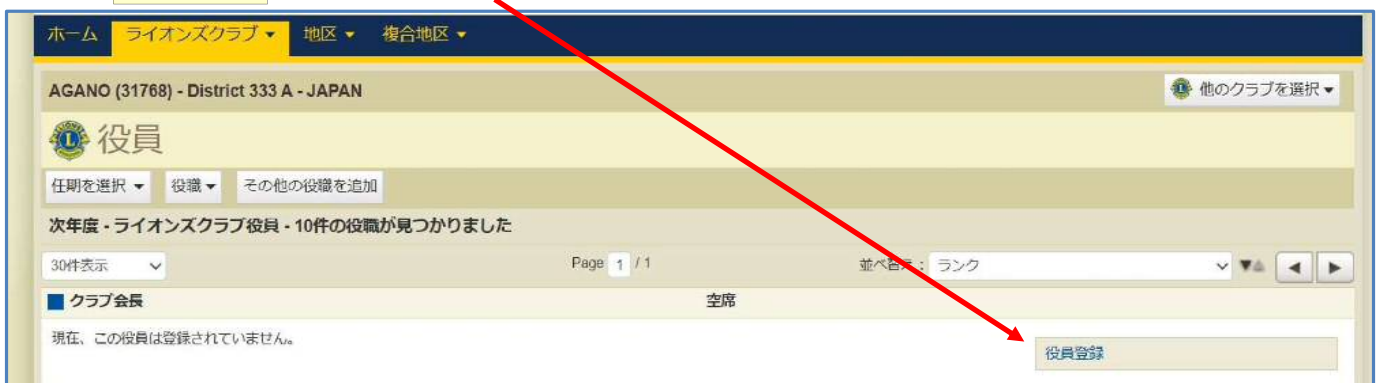 ホーム ライオンズクラブ▼ 地区▼ 複合地区▼
AGANO (31768) - District 333 A - JAPAN 他のクラブを選択▼
役員
任期を選択▼ 役職▼ その他の役職を追加
次年度 - ライオンズクラブ役員 - 10件の役職が見つかりました
30件表示 Page 1 / 1 並べ替え： ランク ▼▲ ◀ ▶
クラブ会長 空席
現在、この役員は登録されていません。
役員登録